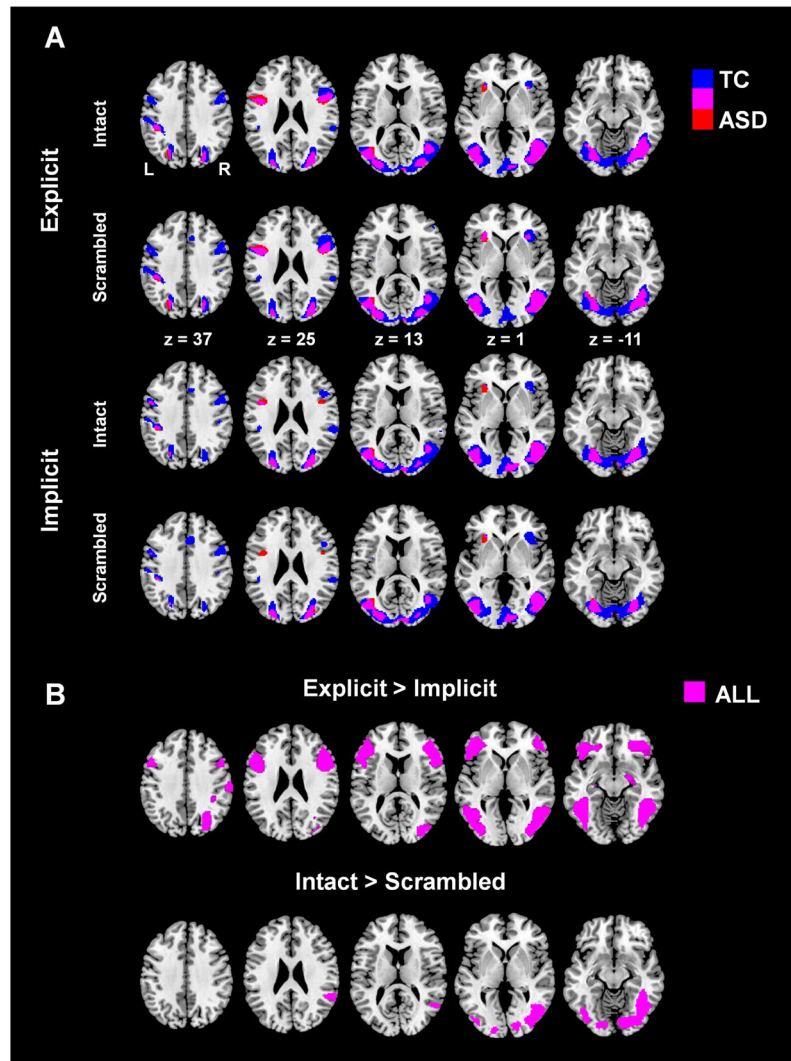 A
TC
ASD
Explicit
Intact
L R
Scrambled
z = 37 z = 25 z = 13 z = 1 z = -11
Implicit
Intact
Scrambled
B
Explicit > Implicit
ALL
Intact > Scrambled